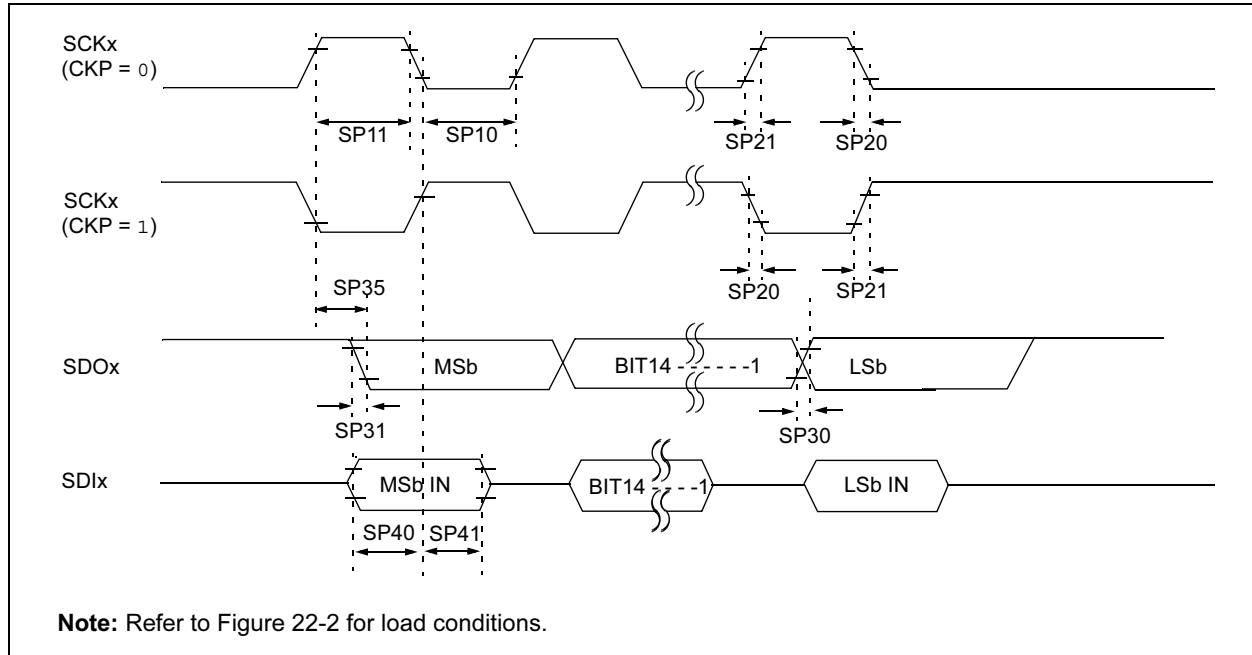 SCKx
(CKP = 0)
SP11
SP10
SP21
SP20
SCKx
(CKP = 1)
SP35
SP20
SP21
SDOx
MSb
BIT14 - - - - - - -1
LSb
SP31
SP30
SDIx
MSb IN
BIT14 - - - - -1
LSb IN
SP40
SP41
Note: Refer to Figure 22-2 for load conditions.